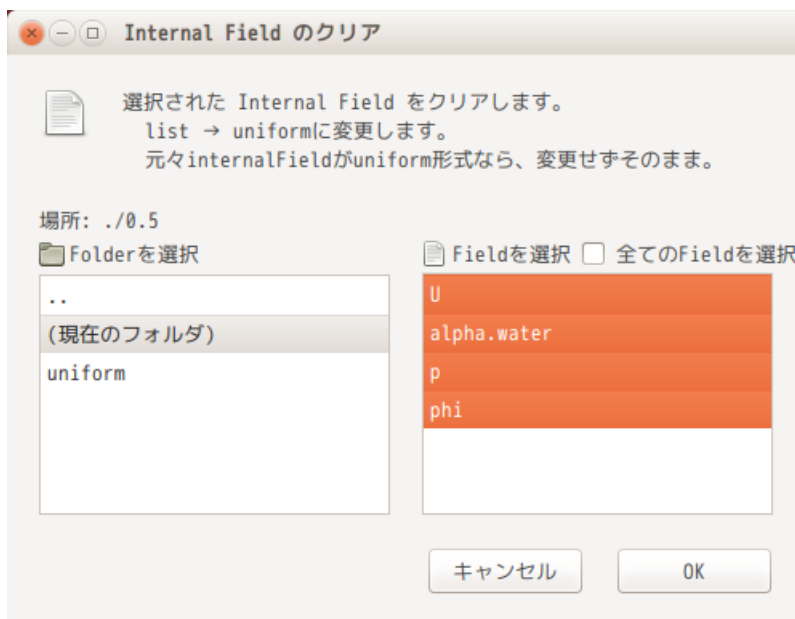 Internal Field のクリア
選択された Internal Field をクリアします。
list → uniformに変更します。
元々internalFieldがuniform形式なら、変更せずそのまま。
場所: ./0.5
Folderを選択
Fieldを選択 全てのFieldを選択
..
(現在のフォルダ)
uniform
U
alpha.water
p
phi
キャンセル OK